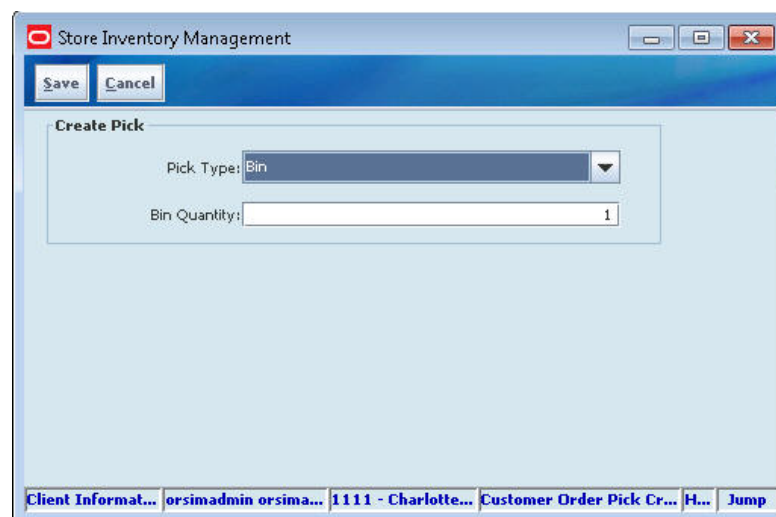 Store Inventory Management
Save Cancel
Create Pick
Pick Type: Bin
Bin Quantity: 1
Client Informat... orsimadmin orsima... 1111 - Charlotte... Customer Order Pick Cr... H... Jump